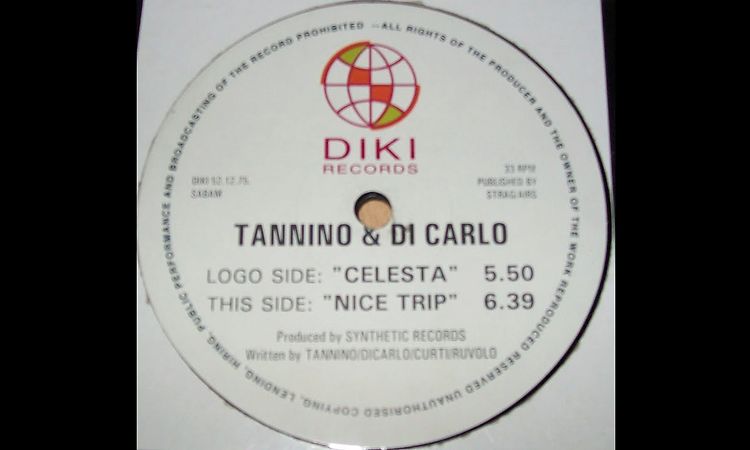 ALL RIGHTS OF THE PRODUCER AND THE OWNER OF THE WORK REPRODUCED RESERVED UNAUTHORISED COPYING, LENDING, HIRING, PUBLIC PERFORMANCE AND BROADCASTING OF THE RECORD PROHIBITED
DIKI
RECORDS
DIKI 52.12.75.
SABAM
33 RPM
PUBLISHED BY
TANNINO & DI CARLO
LOGO SIDE: "CELESTA" 5.50
THIS SIDE: "NICE TRIP" 6.39
Produced by SYNTHETIC RECORDS
Written by TANNINO/DICARLO/CURTI/RUVOLO